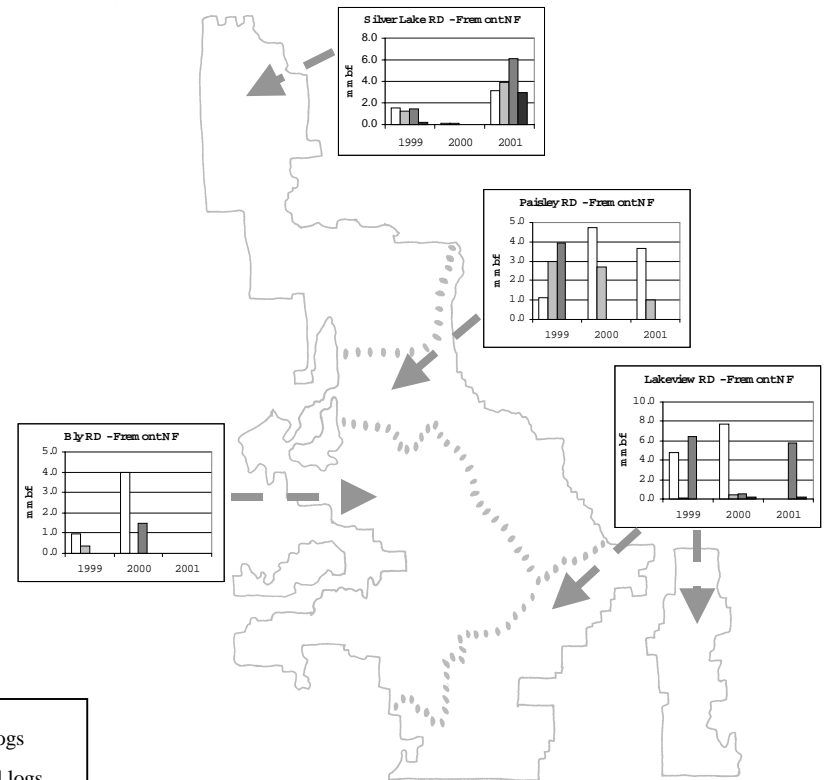 Silver Lake RD - Fremont NF
8.0
6.0
4.0
2.0
0.0
mmbf
1999 2000 2001
Paisley RD - Fremont NF
5.0
4.0
3.0
2.0
1.0
0.0
mmbf
1999 2000 2001
Lakeview RD - Fremont NF
10.0
8.0
6.0
4.0
2.0
0.0
mmbf
1999 2000 2001
Bly RD - Fremont NF
5.0
4.0
3.0
2.0
1.0
0.0
mmbf
1999 2000 2001
ogs
logs